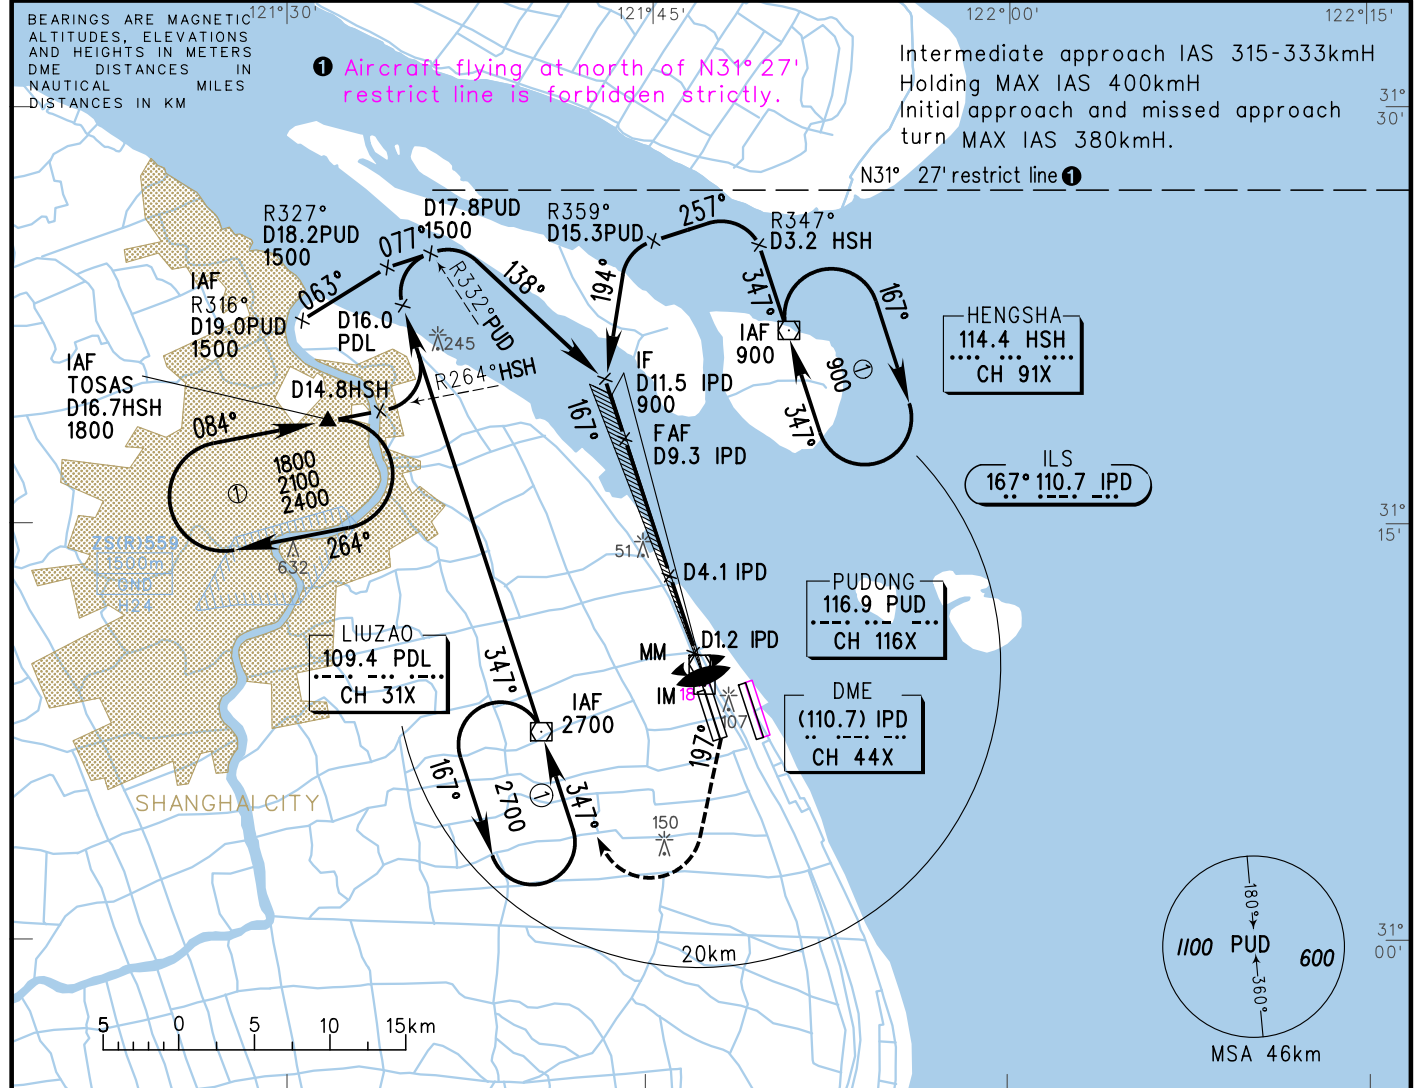 BEARINGS ARE MAGNETIC
ALTITUDES, ELEVATIONS
AND HEIGHTS IN METERS
DME DISTANCES IN
NAUTICAL MILES
DISTANCES IN KM
121°30'
121°45'
122°00'
122°15'
❶ Aircraft flying at north of N31°27'
restrict line is forbidden strictly.
Intermediate approach IAS 315-333kmH
Holding MAX IAS 400kmH
Initial approach and missed approach
turn MAX IAS 380kmH.
31°
30'
N31° 27' restrict line ❶
R327°
D18.2PUD
1500
D17.8PUD
1500
077°
R359°
D15.3PUD
257°
R347°
D3.2 HSH
IAF
R316°
D19.0PUD
1500
063°
138°
194°
347°
167°
D16.0
PDL
R332°PUD
245
IAF
900
900
①
347°
HENGSHA
114.4 HSH
.... ... ....
CH 91X
IAF
TOSAS
D16.7HSH
1800
D14.8HSH
R264°HSH
084°
1800
2100
2400
①
264°
IF
D11.5 IPD
900
167°
FAF
D9.3 IPD
ILS
167° 110.7 IPD
.. .--. -..
31°
15'
ZS(R)559
1500m
GND
H24
632
51
D4.1 IPD
PUDONG
116.9 PUD
.--. ..- -..
CH 116X
LIUZAO
109.4 PDL
.--. -.. .-..
CH 31X
D1.2 IPD
MM
IM
18
107
DME
(110.7) IPD
.. .--. -..
CH 44X
347°
IAF
2700
167°
2700
①
347°
197°
150
SHANGHAI CITY
20km
180°
1100 PUD 600
360°
MSA 46km
31°
00'
5 0 5 10 15km